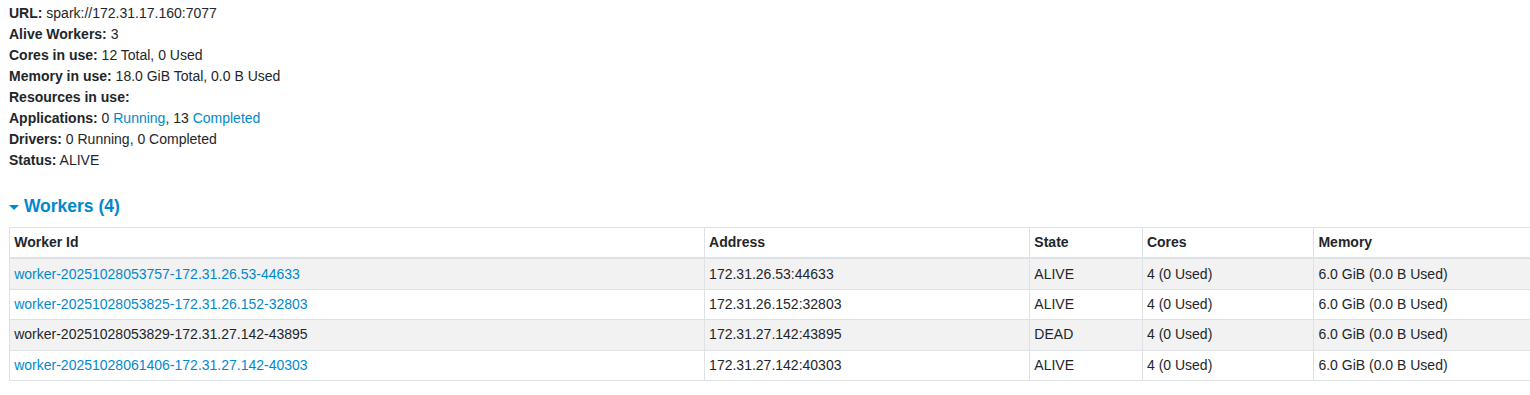 URL: spark://172.31.17.160:7077
Alive Workers: 3
Cores in use: 12 Total, 0 Used
Memory in use: 18.0 GiB Total, 0.0 B Used
Resources in use:
Applications: 0 Running, 13 Completed
Drivers: 0 Running, 0 Completed
Status: ALIVE
Workers (4)
Worker Id Address State Cores Memory
worker-20251028053757-172.31.26.53-44633 172.31.26.53:44633 ALIVE 4 (0 Used) 6.0 GiB (0.0 B Used)
worker-20251028053825-172.31.26.152-32803 172.31.26.152:32803 ALIVE 4 (0 Used) 6.0 GiB (0.0 B Used)
worker-20251028053829-172.31.27.142-43895 172.31.27.142:43895 DEAD 4 (0 Used) 6.0 GiB (0.0 B Used)
worker-20251028061406-172.31.27.142-40303 172.31.27.142:40303 ALIVE 4 (0 Used) 6.0 GiB (0.0 B Used)